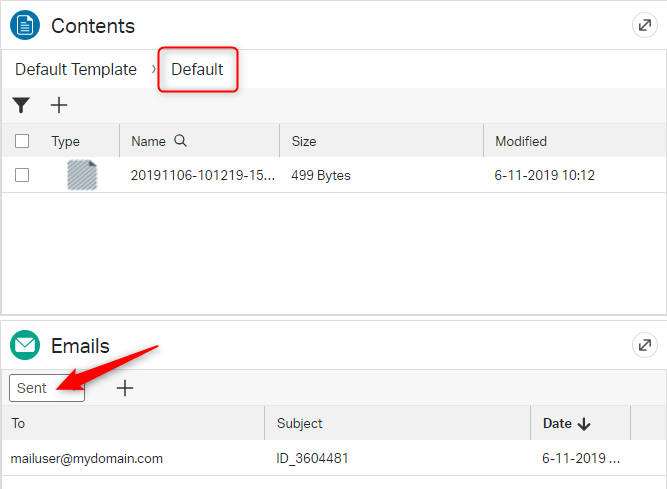 Contents
Default Template › Default
Type Name Size Modified
20191106-101219-15... 499 Bytes 6-11-2019 10:12
Emails
Sent
To Subject Date
mailuser@mydomain.com ID_3604481 6-11-2019 ...